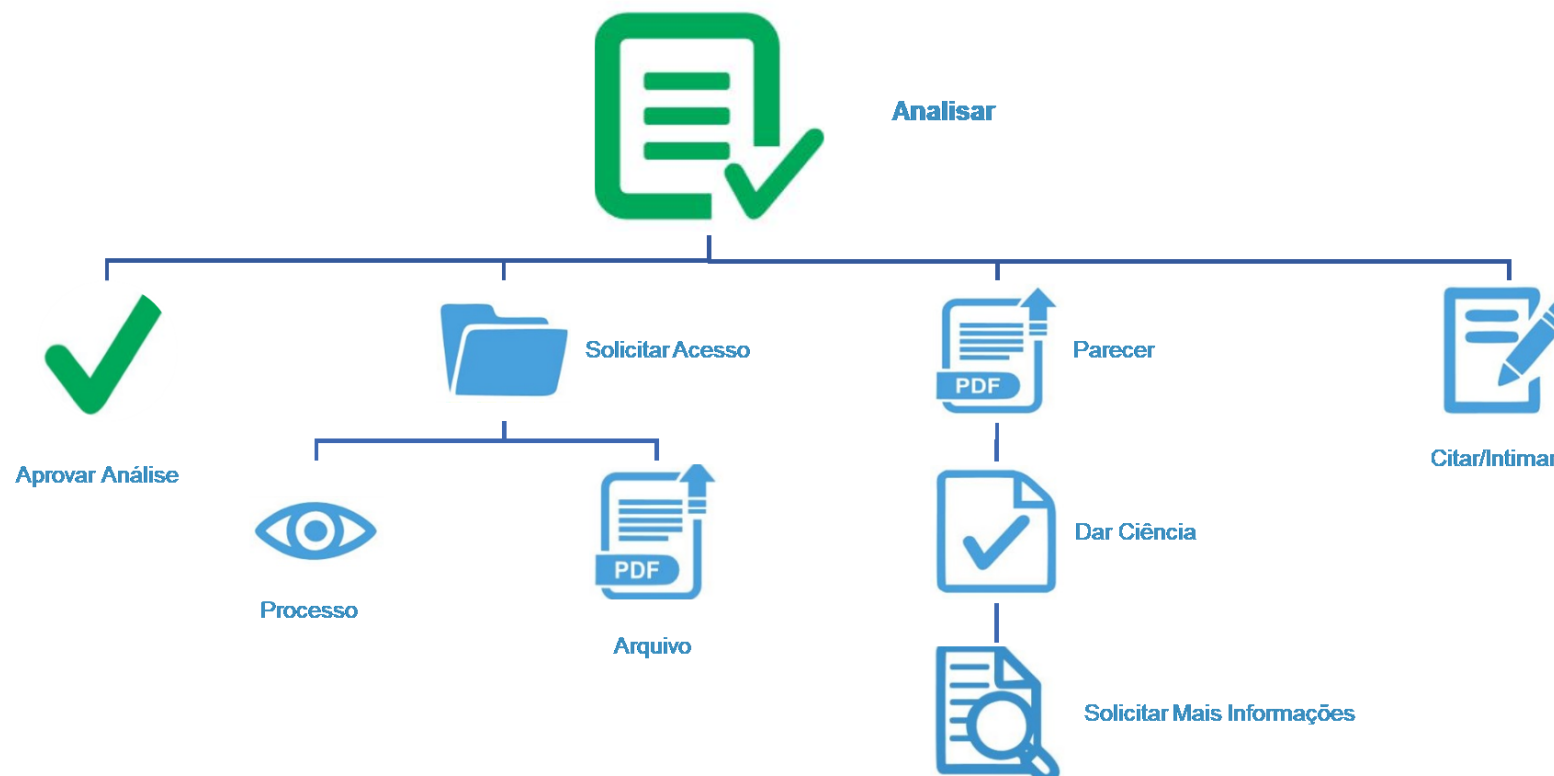 Analisar
Solicitar Acesso
Parecer
PDF
Aprovar Análise
Citar/Intimar
Dar Ciência
PDF
Processo
Arquivo
Solicitar Mais Informações